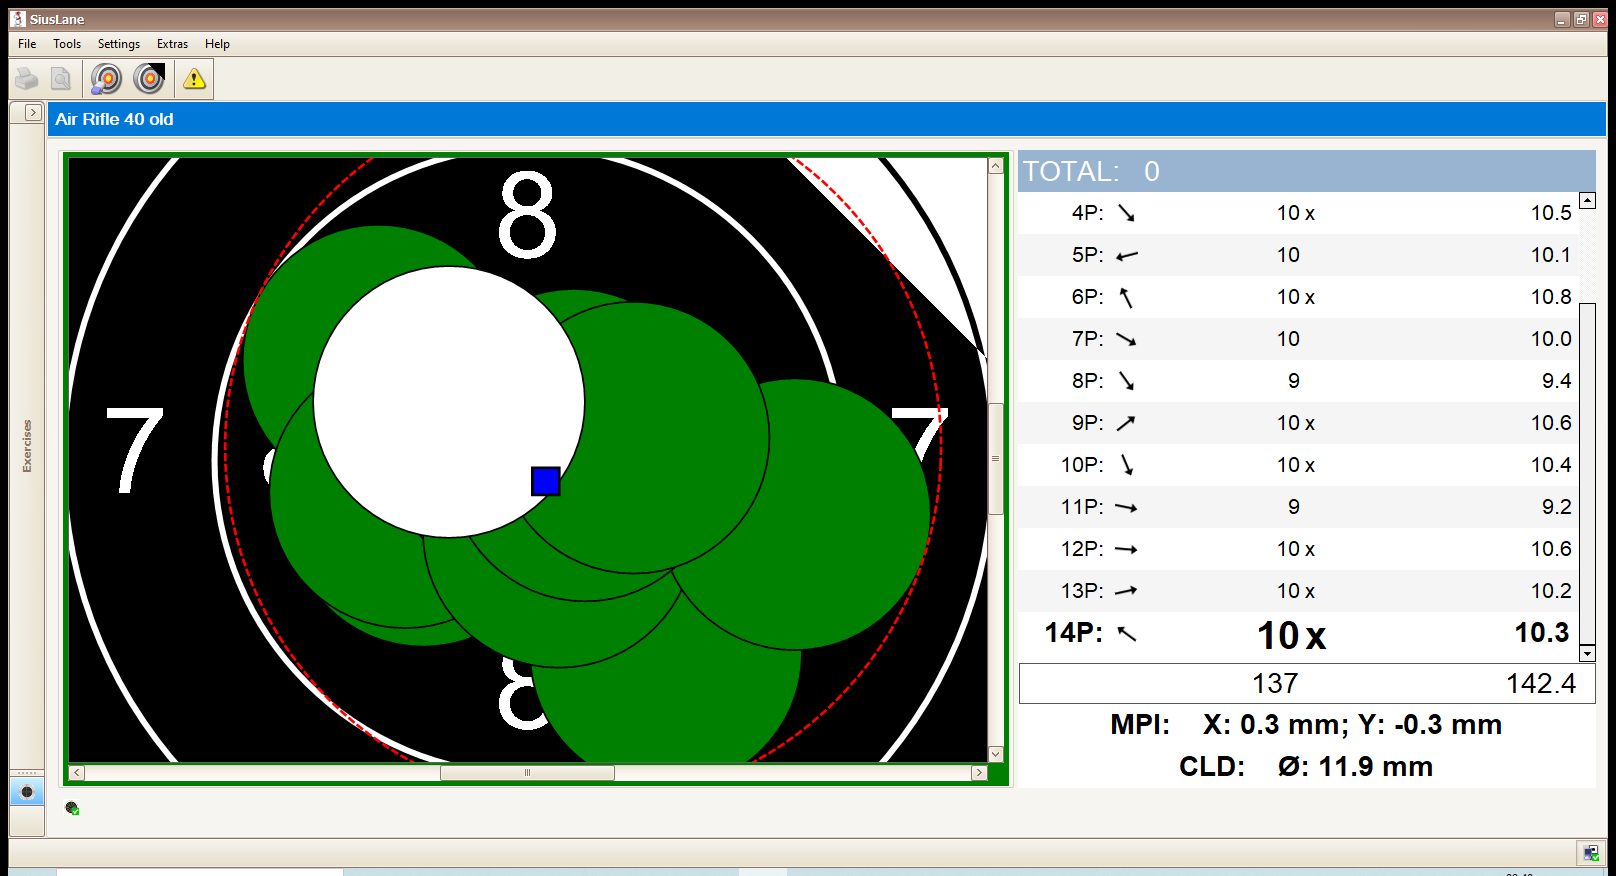 SiusLane
File Tools Settings Extras Help
Air Rifle 40 old
Exercises
8
7
7
8
TOTAL: 0
4P: 10 x 10.5
5P: 10 10.1
6P: 10 x 10.8
7P: 10 10.0
8P: 9 9.4
9P: 10 x 10.6
10P: 10 x 10.4
11P: 9 9.2
12P: 10 x 10.6
13P: 10 x 10.2
14P: 10 x 10.3
137 142.4
MPI: X: 0.3 mm; Y: -0.3 mm
CLD: Ø: 11.9 mm